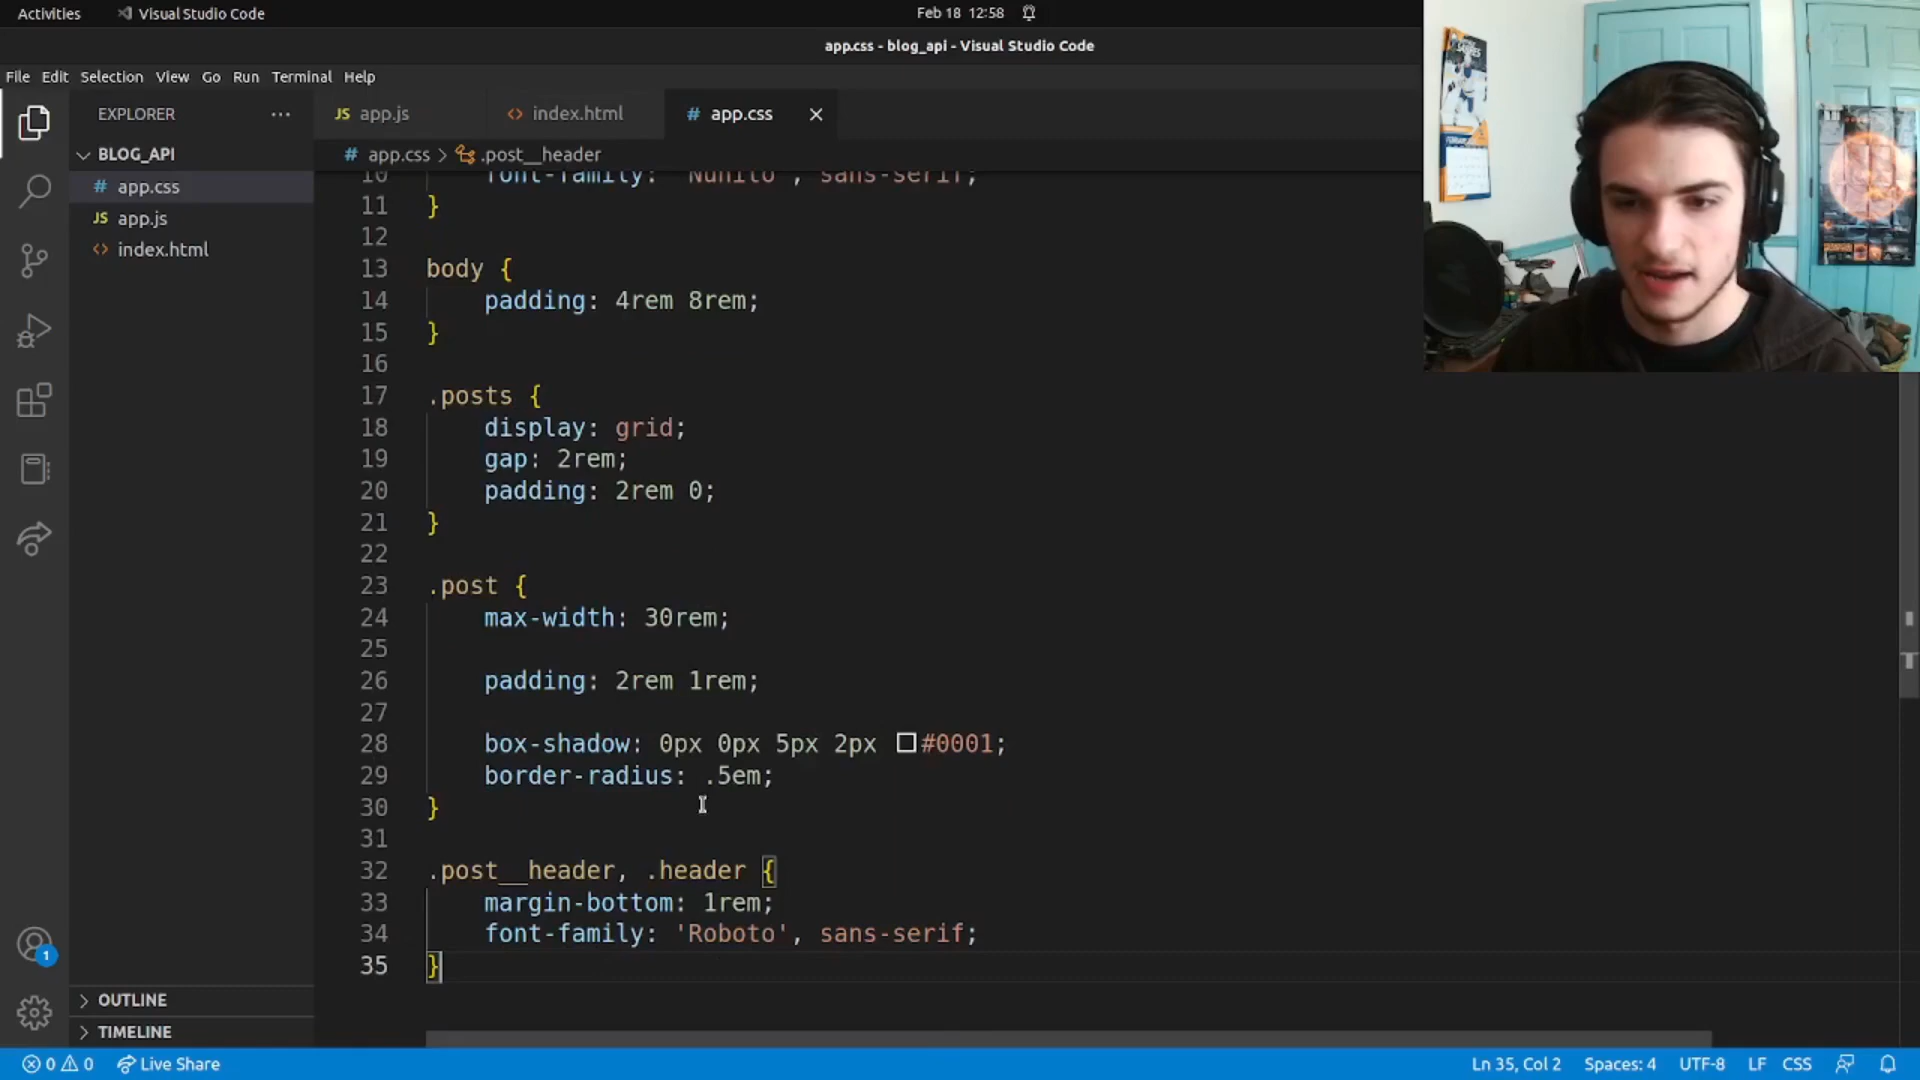 Activities Visual Studio Code Feb 18 12:58
app.css - blog_api - Visual Studio Code
File Edit Selection View Go Run Terminal Help
EXPLORER ··· JS app.js <> index.html # app.css ×
BLOG_API # app.css > .post__header
# app.css
JS app.js
<> index.html
10 font-family: 'Nunito', sans-serif;
11 }
12
13 body {
14 padding: 4rem 8rem;
15 }
16
17 .posts {
18 display: grid;
19 gap: 2rem;
20 padding: 2rem 0;
21 }
22
23 .post {
24 max-width: 30rem;
25
26 padding: 2rem 1rem;
27
28 box-shadow: 0px 0px 5px 2px #0001;
29 border-radius: .5em;
30 }
31
32 .post__header, .header {
33 margin-bottom: 1rem;
34 font-family: 'Roboto', sans-serif;
35 }
1
OUTLINE
TIMELINE
0 0 Live Share Ln 35, Col 2 Spaces: 4 UTF-8 LF CSS